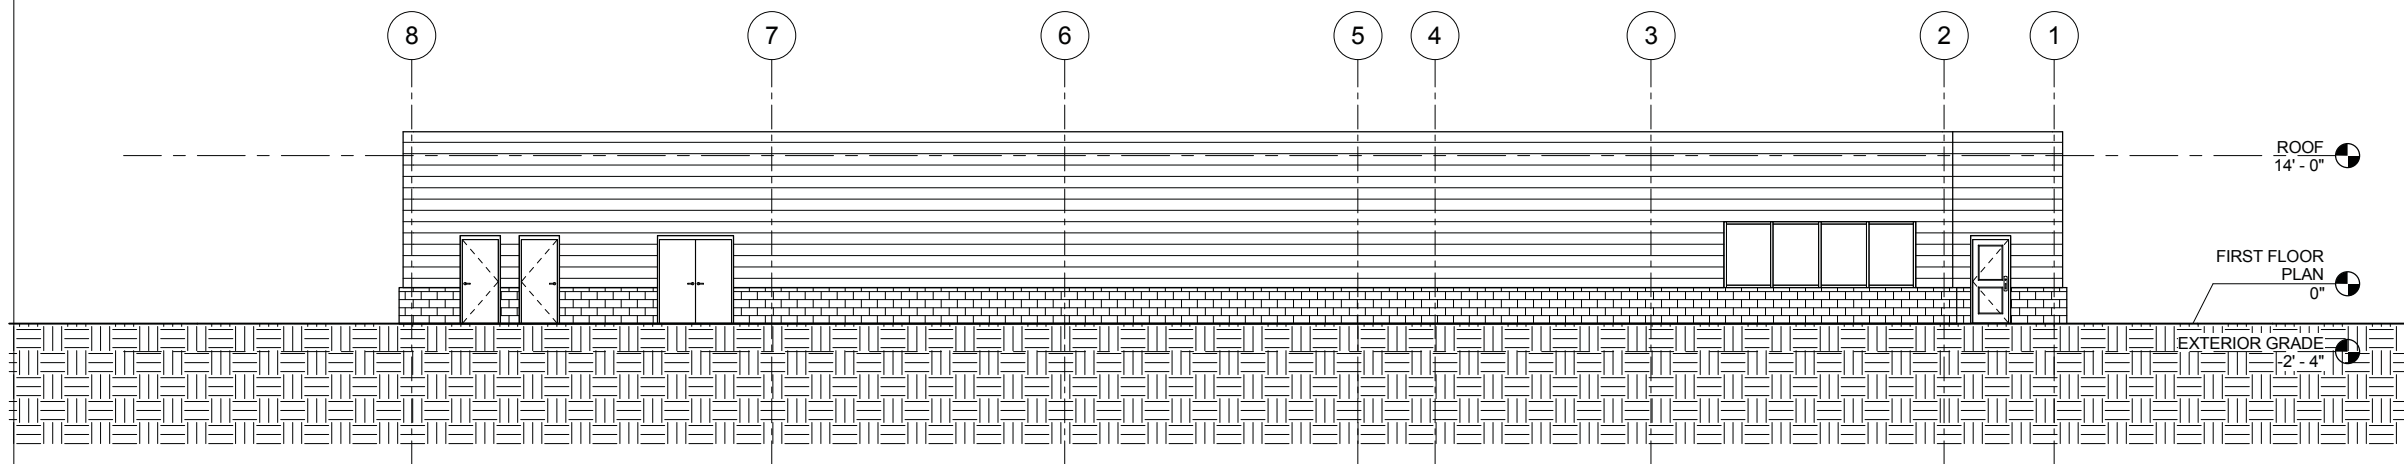 8 7 6 5 4 3 2 1
ROOF
14' - 0"
FIRST FLOOR
PLAN
0"
EXTERIOR GRADE
-2' - 4"